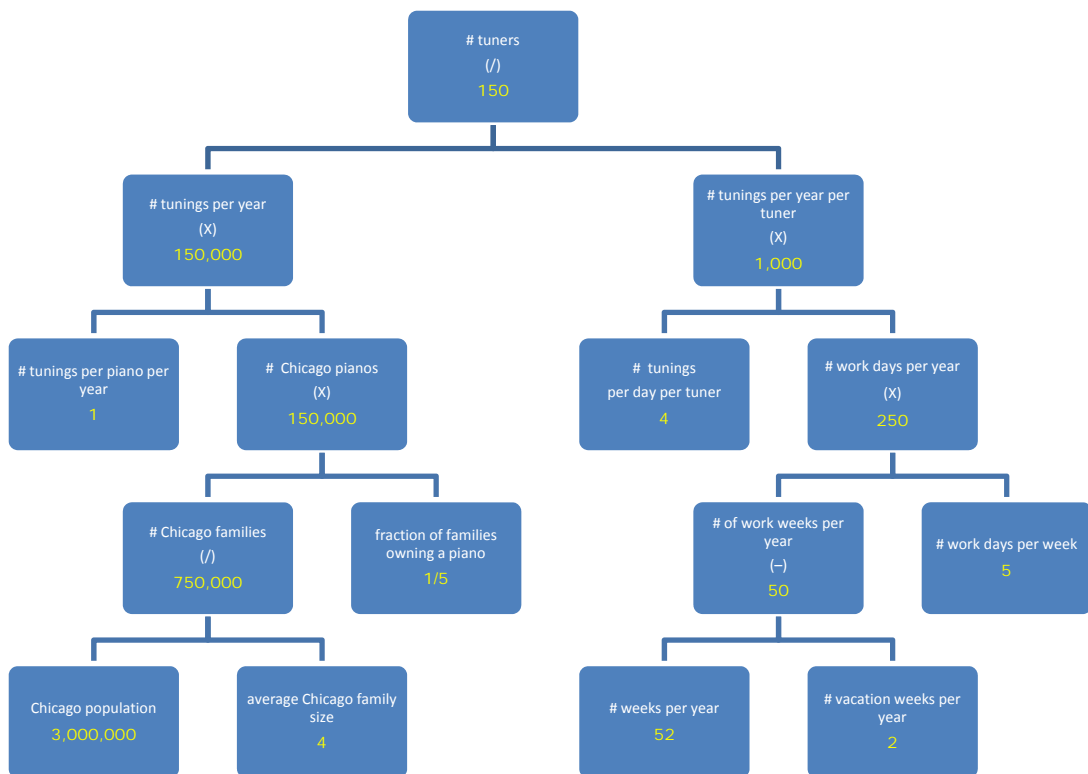 # tuners
(/)
150
# tunings per year
(X)
150,000
# tunings per year per
tuner
(X)
1,000
# tunings per piano per
year
1
# Chicago pianos
(X)
150,000
# tunings
per day per tuner
4
# work days per year
(X)
250
# Chicago families
(/)
750,000
fraction of families
owning a piano
1/5
# of work weeks per
year
(–)
50
# work days per week
5
Chicago population
3,000,000
average Chicago family
size
4
# weeks per year
52
# vacation weeks per
year
2